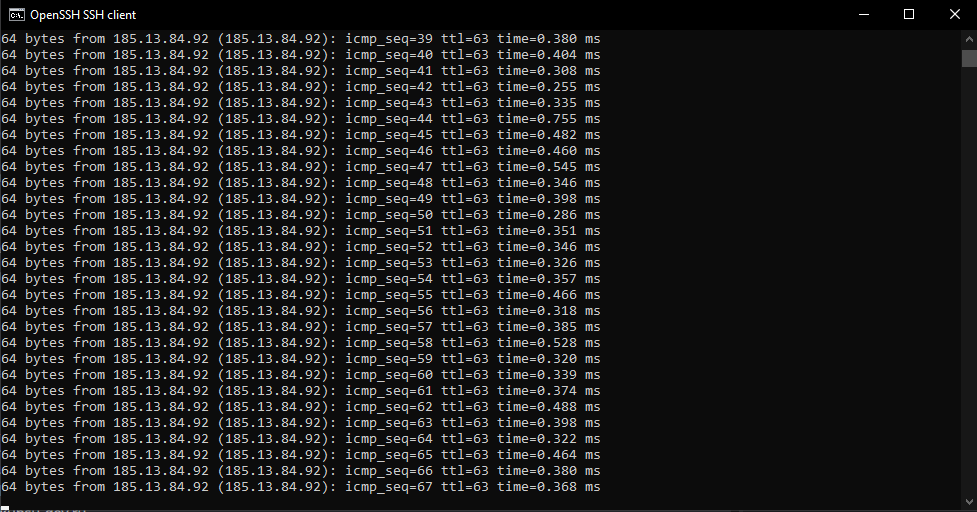 OpenSSH SSH client
64 bytes from 185.13.84.92 (185.13.84.92): icmp_seq=39 ttl=63 time=0.380 ms
64 bytes from 185.13.84.92 (185.13.84.92): icmp_seq=40 ttl=63 time=0.404 ms
64 bytes from 185.13.84.92 (185.13.84.92): icmp_seq=41 ttl=63 time=0.308 ms
64 bytes from 185.13.84.92 (185.13.84.92): icmp_seq=42 ttl=63 time=0.255 ms
64 bytes from 185.13.84.92 (185.13.84.92): icmp_seq=43 ttl=63 time=0.335 ms
64 bytes from 185.13.84.92 (185.13.84.92): icmp_seq=44 ttl=63 time=0.755 ms
64 bytes from 185.13.84.92 (185.13.84.92): icmp_seq=45 ttl=63 time=0.482 ms
64 bytes from 185.13.84.92 (185.13.84.92): icmp_seq=46 ttl=63 time=0.460 ms
64 bytes from 185.13.84.92 (185.13.84.92): icmp_seq=47 ttl=63 time=0.545 ms
64 bytes from 185.13.84.92 (185.13.84.92): icmp_seq=48 ttl=63 time=0.346 ms
64 bytes from 185.13.84.92 (185.13.84.92): icmp_seq=49 ttl=63 time=0.398 ms
64 bytes from 185.13.84.92 (185.13.84.92): icmp_seq=50 ttl=63 time=0.286 ms
64 bytes from 185.13.84.92 (185.13.84.92): icmp_seq=51 ttl=63 time=0.351 ms
64 bytes from 185.13.84.92 (185.13.84.92): icmp_seq=52 ttl=63 time=0.346 ms
64 bytes from 185.13.84.92 (185.13.84.92): icmp_seq=53 ttl=63 time=0.326 ms
64 bytes from 185.13.84.92 (185.13.84.92): icmp_seq=54 ttl=63 time=0.357 ms
64 bytes from 185.13.84.92 (185.13.84.92): icmp_seq=55 ttl=63 time=0.466 ms
64 bytes from 185.13.84.92 (185.13.84.92): icmp_seq=56 ttl=63 time=0.318 ms
64 bytes from 185.13.84.92 (185.13.84.92): icmp_seq=57 ttl=63 time=0.385 ms
64 bytes from 185.13.84.92 (185.13.84.92): icmp_seq=58 ttl=63 time=0.528 ms
64 bytes from 185.13.84.92 (185.13.84.92): icmp_seq=59 ttl=63 time=0.320 ms
64 bytes from 185.13.84.92 (185.13.84.92): icmp_seq=60 ttl=63 time=0.339 ms
64 bytes from 185.13.84.92 (185.13.84.92): icmp_seq=61 ttl=63 time=0.374 ms
64 bytes from 185.13.84.92 (185.13.84.92): icmp_seq=62 ttl=63 time=0.488 ms
64 bytes from 185.13.84.92 (185.13.84.92): icmp_seq=63 ttl=63 time=0.398 ms
64 bytes from 185.13.84.92 (185.13.84.92): icmp_seq=64 ttl=63 time=0.322 ms
64 bytes from 185.13.84.92 (185.13.84.92): icmp_seq=65 ttl=63 time=0.464 ms
64 bytes from 185.13.84.92 (185.13.84.92): icmp_seq=66 ttl=63 time=0.380 ms
64 bytes from 185.13.84.92 (185.13.84.92): icmp_seq=67 ttl=63 time=0.368 ms